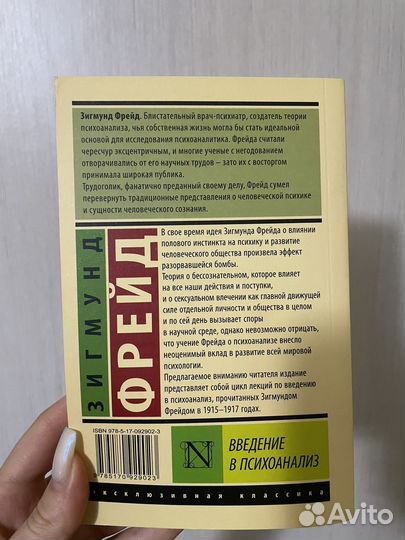 Зигмунд Фрейд. Блистательный врач-психиатр, создатель теории
психоанализа, чья собственная жизнь могла бы стать идеальной
основой для исследования психоаналитика. Фрейда считали
чересчур эксцентричным, и многие ученые с негодованием
отворачивались от его научных трудов – зато их с восторгом
принимала широкая публика.
Трудоголик, фанатично преданный своему делу, Фрейд сумел
перевернуть традиционные представления о человеческой психике
и сущности человеческого сознания.
ЗИГМУНД
ФРЕЙД
В свое время идея Зигмунда Фрейда о влиянии
полового инстинкта на психику и развитие
человеческого общества произвела эффект
разорвавшейся бомбы.
Теория о бессознательном, которое влияет
на все наши действия и поступки,
и о сексуальном влечении как главной движущей
силе отдельной личности и общества в целом
и по сей день вызывает споры
в научной среде, однако невозможно отрицать,
что учение Фрейда о психоанализе внесло
неоценимый вклад в развитие всей мировой
психологии.
Предлагаемое вниманию читателя издание
представляет собой цикл лекций по введению
в психоанализ, прочитанных Зигмундом
Фрейдом в 1915–1917 годах.
ISBN 978-5-17-092902-3
9785170929023
N
ВВЕДЕНИЕ
В ПСИХОАНАЛИЗ
эксклюзивная классика
Avito